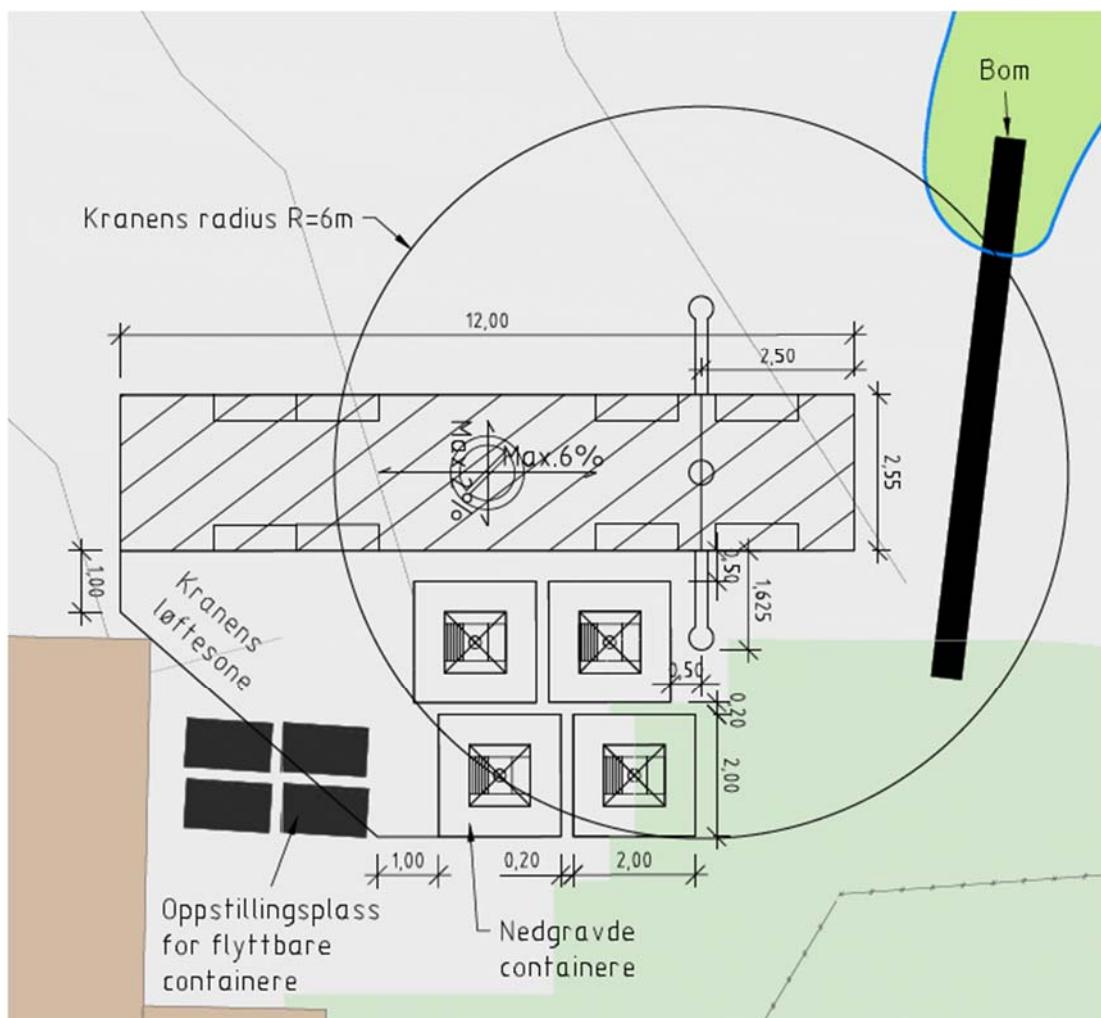 Bom
Kranens radius R=6m
12,00
2,50
Max.2%
Max.6%
2,55
1,00
Kranens
løftesone
0,50
1,625
0,50
0,20
2,00
1,00
0,20
2,00
Oppstillingsplass
for flyttbare
containere
Nedgravde
containere